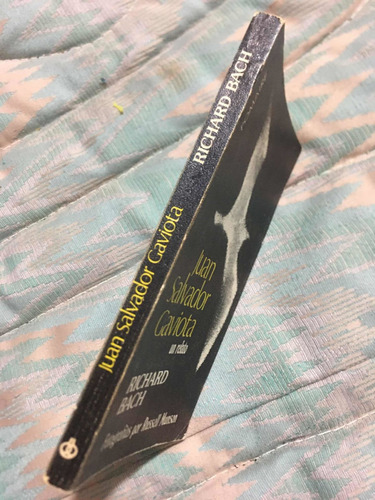 Juan Salvador Gaviota RICHARD BACH
Juan
Salvador
Gaviota
un relato
RICHARD
BACH
Fotografías por Russell Munson